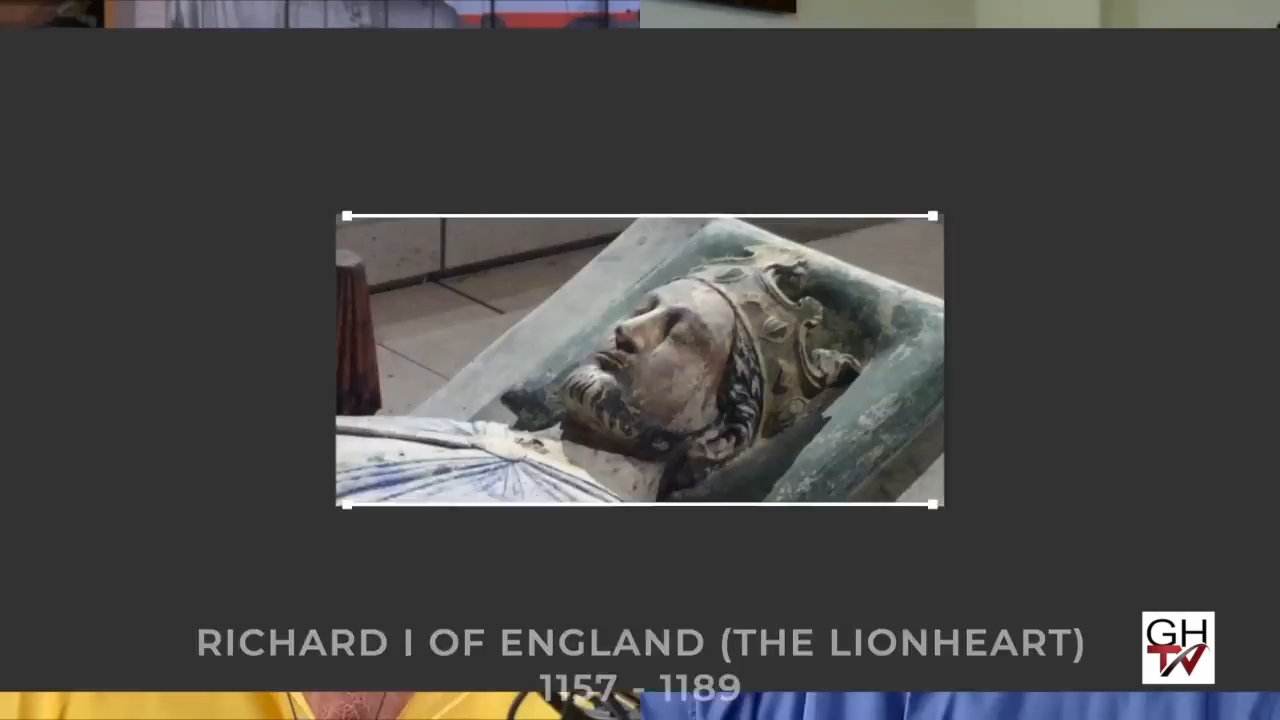 RICHARD I OF ENGLAND (THE LIONHEART)
1157 - 1189
GH
TV